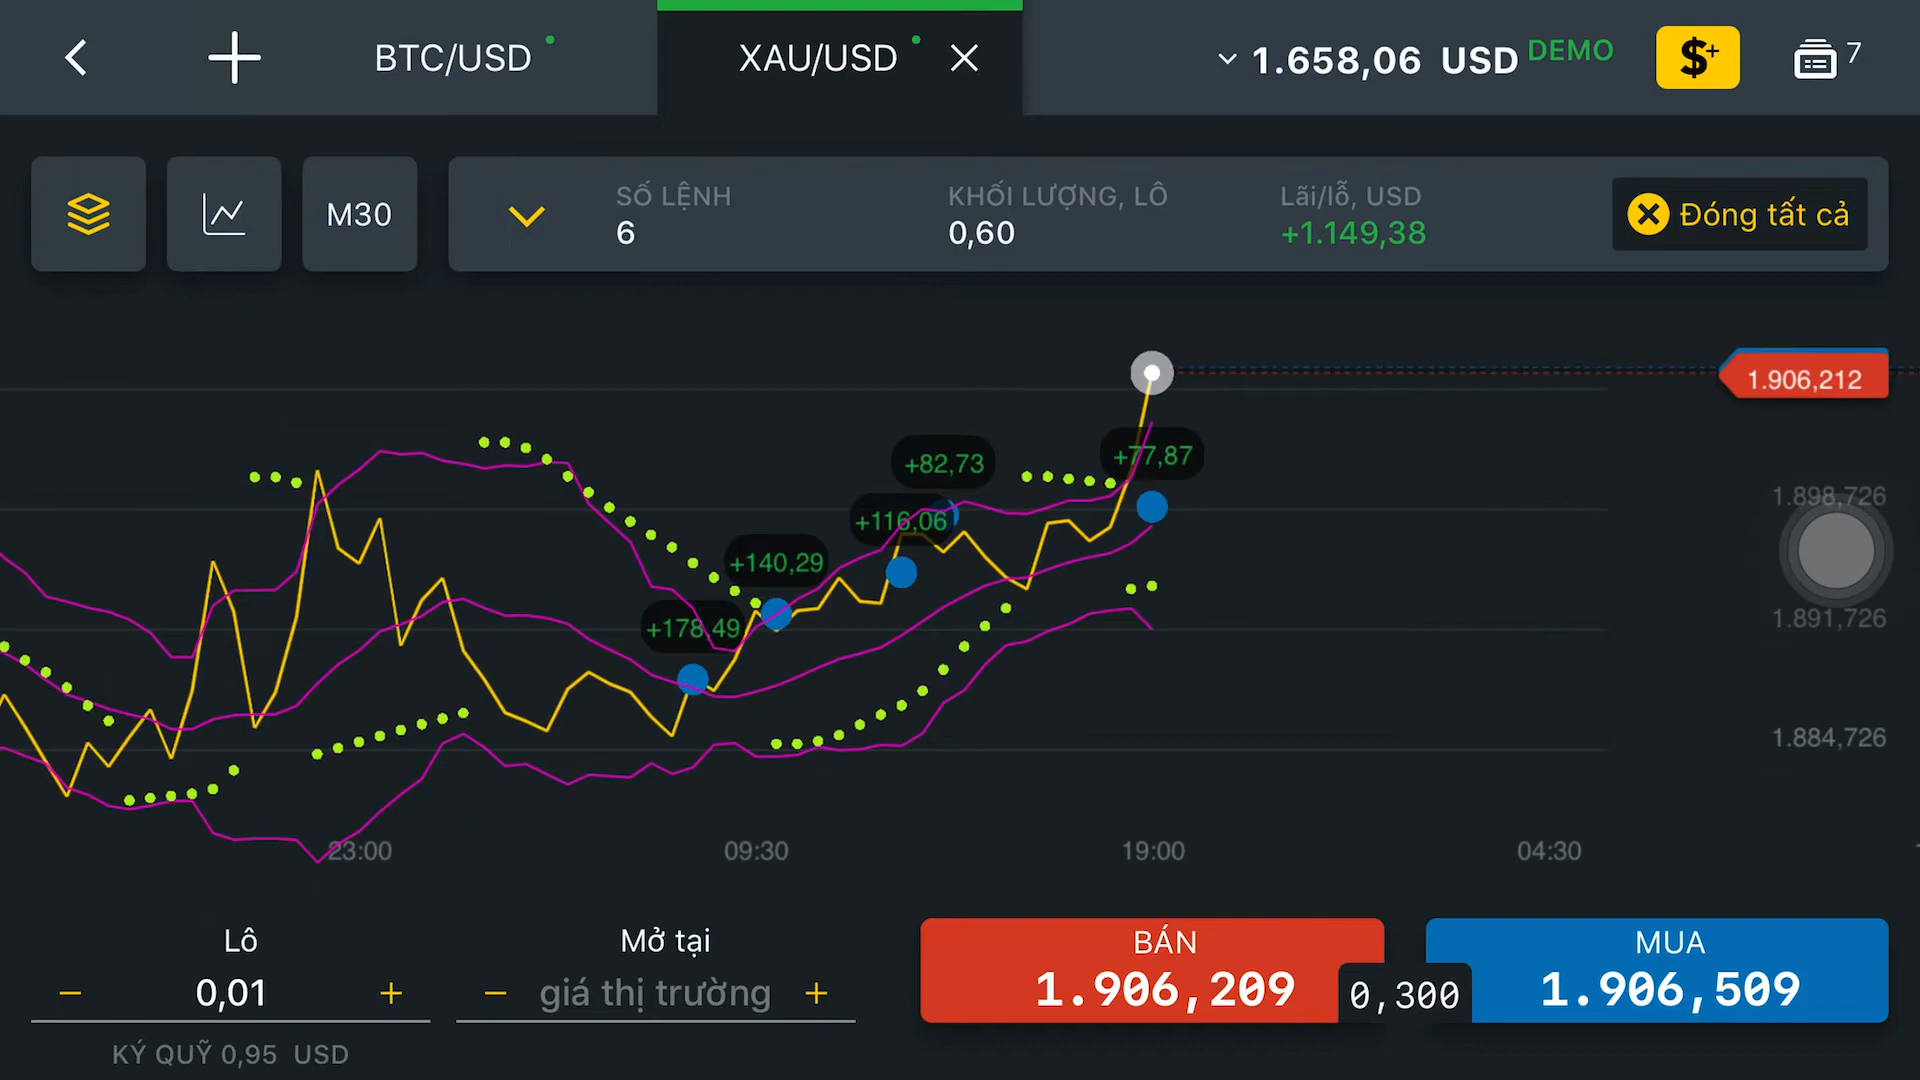 BTC/USD
XAU/USD
1.658,06 USD DEMO
$+
7
M30
SỐ LỆNH
6
KHỐI LƯỢNG, LÔ
0,60
Lãi/lỗ, USD
+1.149,38
Đóng tất cả
1.906,212
+77,87
+82,73
1.898,726
+116,06
+140,29
+178,49
1.891,726
1.884,726
23:00
09:30
19:00
04:30
Lô
– 0,01 +
KÝ QUỸ 0,95 USD
Mở tại
– giá thị trường +
BÁN
1.906,209
0,300
MUA
1.906,509